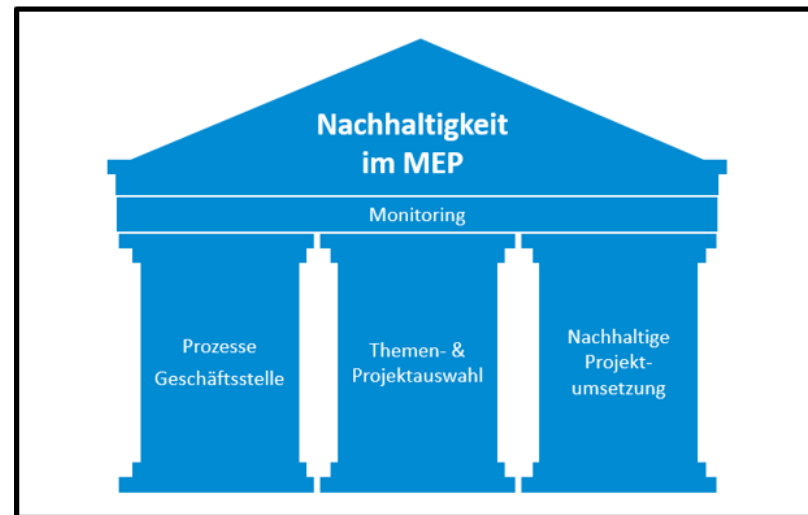 Nachhaltigkeit
im MEP
Monitoring
Prozesse
Geschäftsstelle
Themen- &
Projektauswahl
Nachhaltige
Projekt-
umsetzung